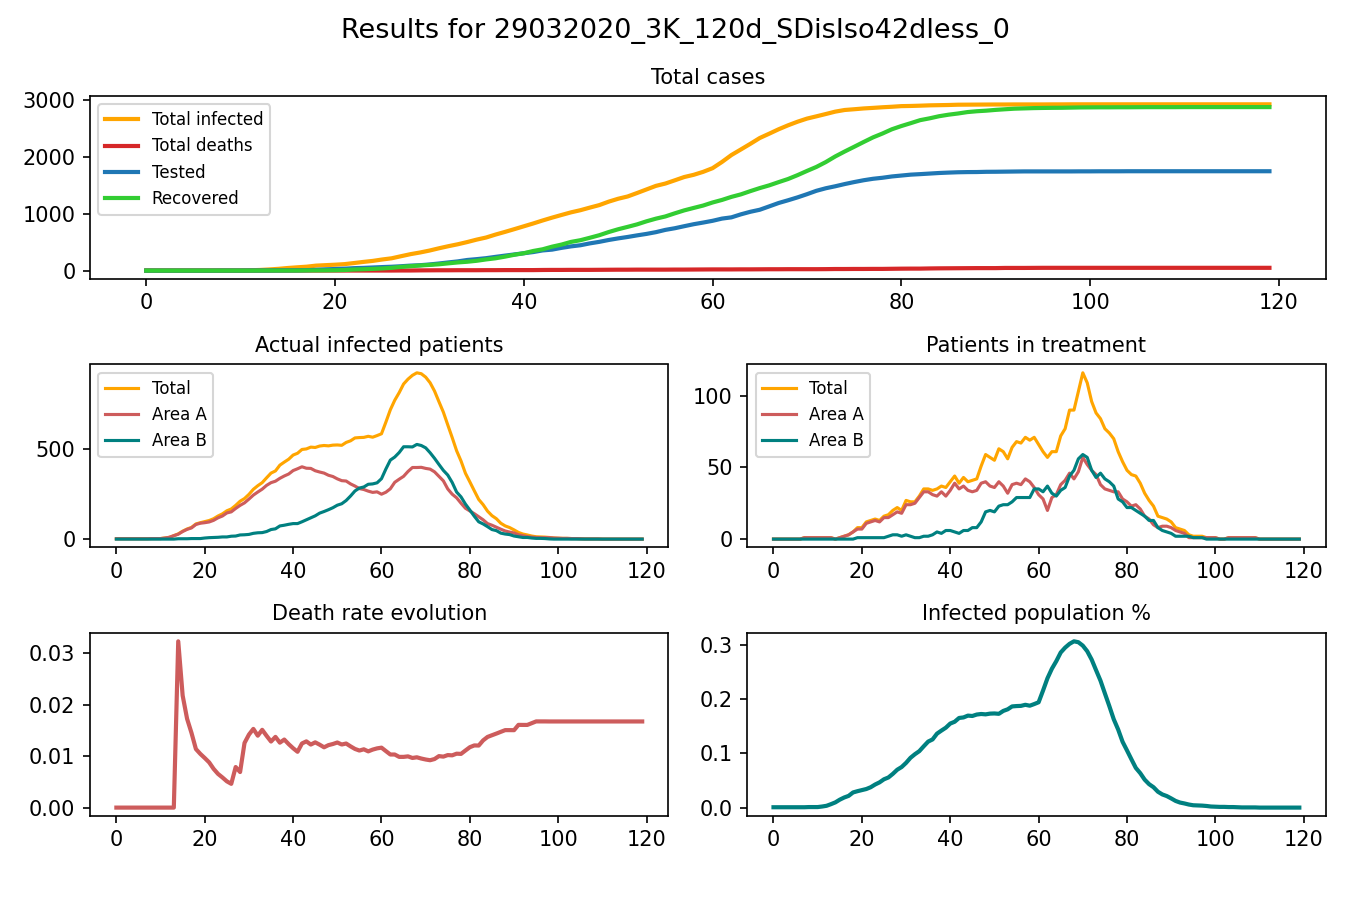 Results for 29032020_3K_120d_SDisIso42dless_0
Total cases
3000
2000
1000
0
Total infected
Total deaths
Tested
Recovered
0 20 40 60 80 100 120
Actual infected patients
500
0
Total
Area A
Area B
0 20 40 60 80 100 120
Patients in treatment
100
50
0
Total
Area A
Area B
0 20 40 60 80 100 120
Death rate evolution
0.03
0.02
0.01
0.00
0 20 40 60 80 100 120
Infected population %
0.3
0.2
0.1
0.0
0 20 40 60 80 100 120